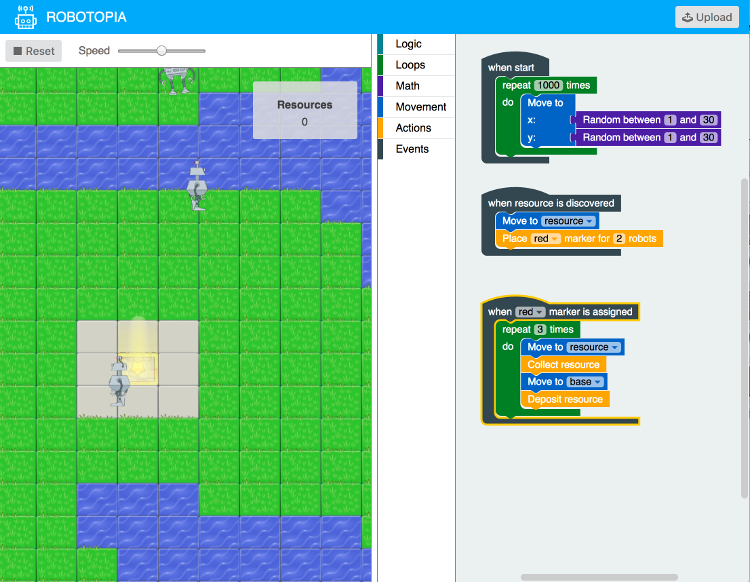 ROBOTOPIA
Upload
Reset
Speed
Resources
0
Logic
Loops
Math
Movement
Actions
Events
when start
repeat 1000 times
do Move to
x: Random between 1 and 30
y: Random between 1 and 30
when resource is discovered
Move to resource
Place red marker for 2 robots
when red marker is assigned
repeat 3 times
do Move to resource
Collect resource
Move to base
Deposit resource